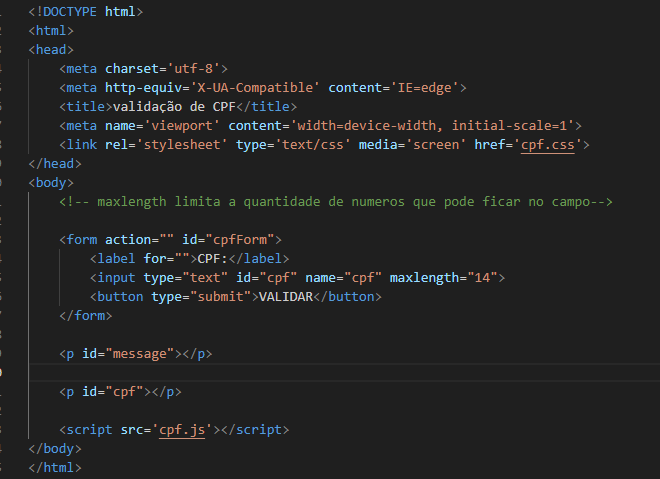 <!DOCTYPE html>
<html>
<head>
    <meta charset='utf-8'>
    <meta http-equiv='X-UA-Compatible' content='IE=edge'>
    <title>validação de CPF</title>
    <meta name='viewport' content='width=device-width, initial-scale=1'>
    <link rel='stylesheet' type='text/css' media='screen' href='cpf.css'>
</head>
<body>
    <!-- maxlength limita a quantidade de numeros que pode ficar no campo-->
    <form action="" id="cpfForm">
        <label for="">CPF:</label>
        <input type="text" id="cpf" name="cpf" maxlength="14">
        <button type="submit">VALIDAR</button>
    </form>
    <p id="message"></p>
    <p id="cpf"></p>
    <script src='cpf.js'></script>
</body>
</html>